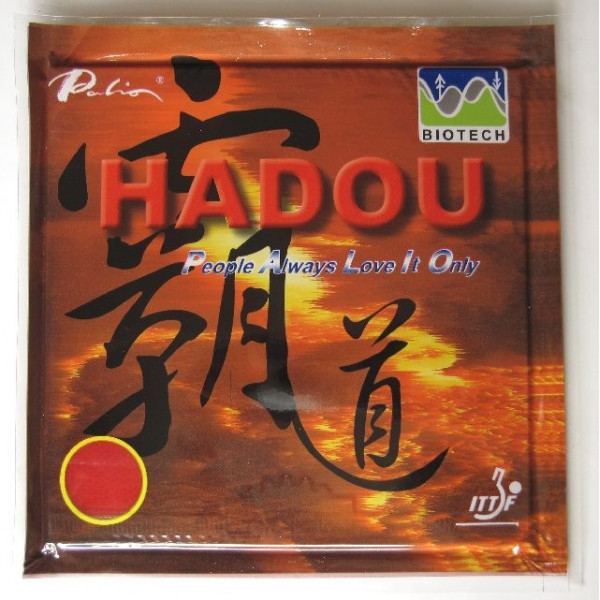 Palio®
BIOTECH
HADOU
People Always Love It Only
霸道
ITTF